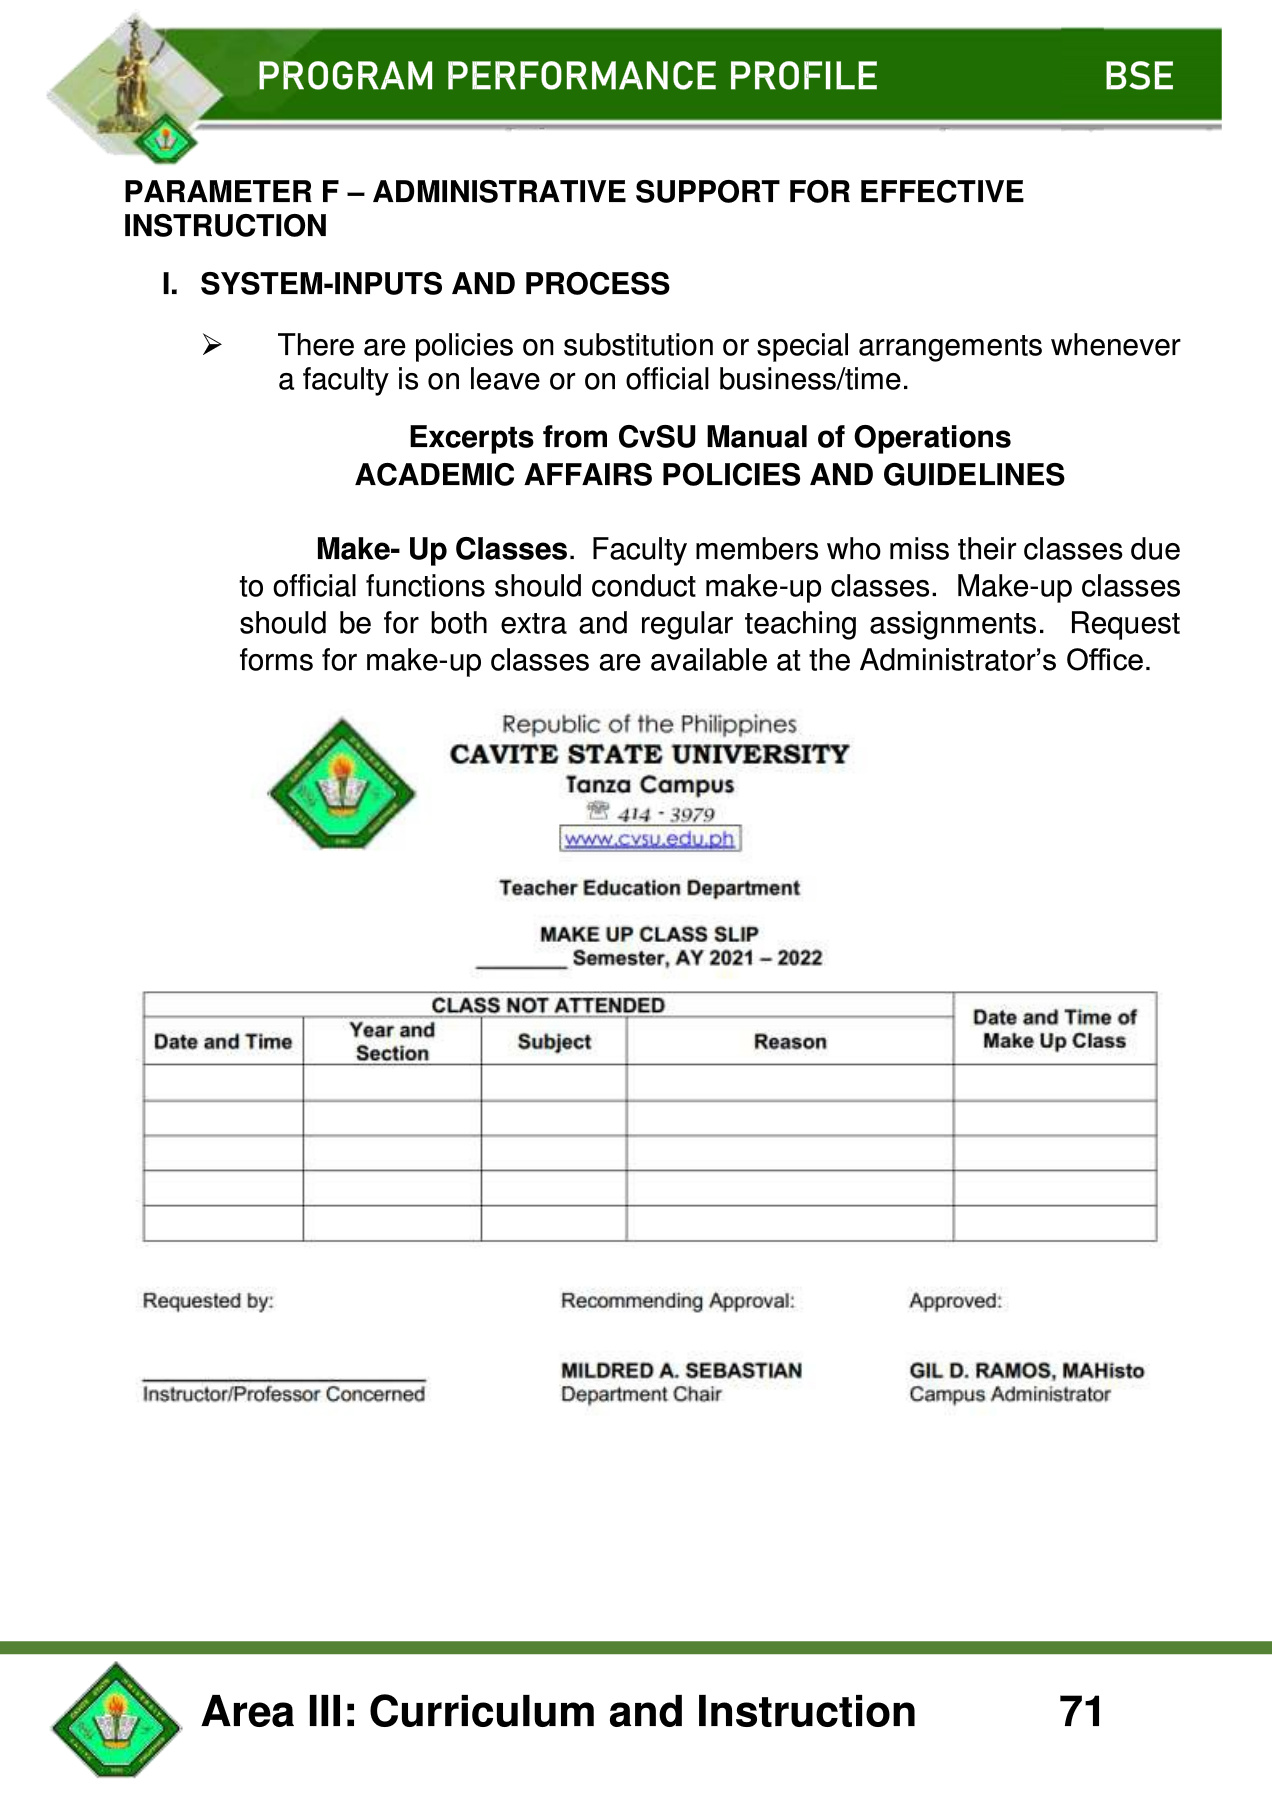 PROGRAM PERFORMANCE PROFILE BSE
PARAMETER F – ADMINISTRATIVE SUPPORT FOR EFFECTIVE
INSTRUCTION
I. SYSTEM-INPUTS AND PROCESS
➢ There are policies on substitution or special arrangements whenever
a faculty is on leave or on official business/time.
Excerpts from CvSU Manual of Operations
ACADEMIC AFFAIRS POLICIES AND GUIDELINES
Make- Up Classes. Faculty members who miss their classes due
to official functions should conduct make-up classes. Make-up classes
should be for both extra and regular teaching assignments. Request
forms for make-up classes are available at the Administrator’s Office.
Republic of the Philippines
CAVITE STATE UNIVERSITY
Tanza Campus
☏ 414 - 3979
www.cvsu.edu.ph
Teacher Education Department
MAKE UP CLASS SLIP
________ Semester, AY 2021 – 2022
CLASS NOT ATTENDED
Date and Time of
Make Up Class
Date and Time
Year and
Section
Subject
Reason
Requested by: Recommending Approval: Approved:
MILDRED A. SEBASTIAN GIL D. RAMOS, MAHisto
Instructor/Professor Concerned Department Chair Campus Administrator
Area III: Curriculum and Instruction 71